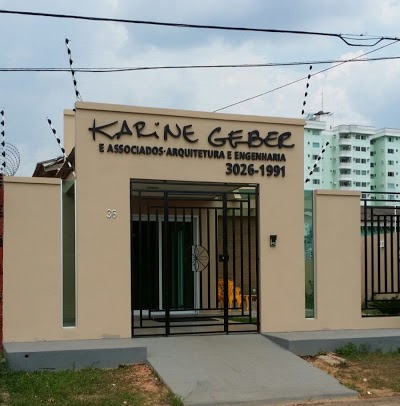 KARINE GEBER
E ASSOCIADOS·ARQUITETURA E ENGENHARIA
3026-1991
36